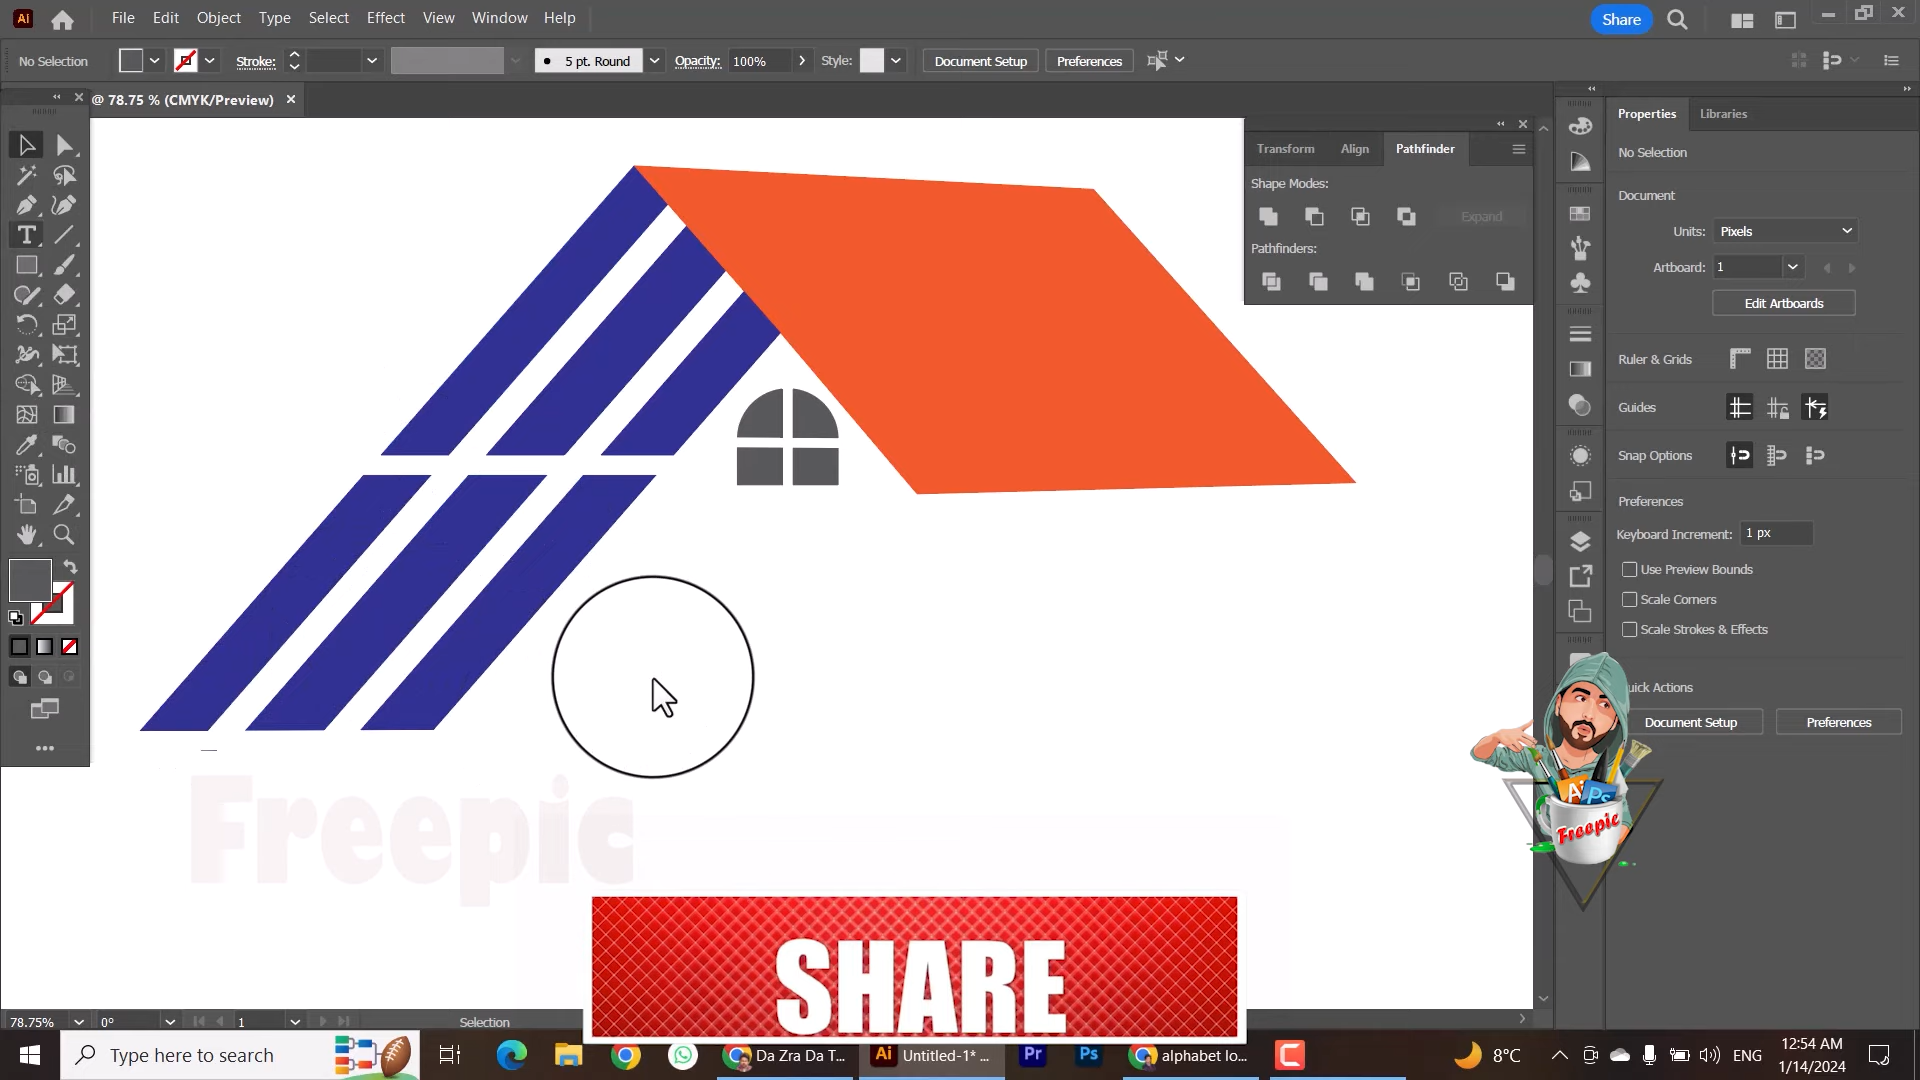 Ai File Edit Object Type Select Effect View Window Help Share
No Selection Stroke: 5 pt. Round Opacity: 100% Style: Document Setup Preferences
@ 78.75 % (CMYK/Preview)
Properties Libraries
Transform Align Pathfinder
No Selection
Shape Modes:
Document
Expand
Units: Pixels
Pathfinders:
Artboard: 1
Edit Artboards
Ruler & Grids
Guides
Snap Options
Preferences
Keyboard Increment: 1 px
Use Preview Bounds
Scale Corners
Scale Strokes & Effects
uick Actions
Document Setup Preferences
Ai Ps
Freepic
Freepic
SHARE
78.75% 0° 1 Selection
Type here to search Da Zra Da T... Ai Untitled-1* ... Pr Ps alphabet lo... 8°C ENG 12:54 AM
1/14/2024